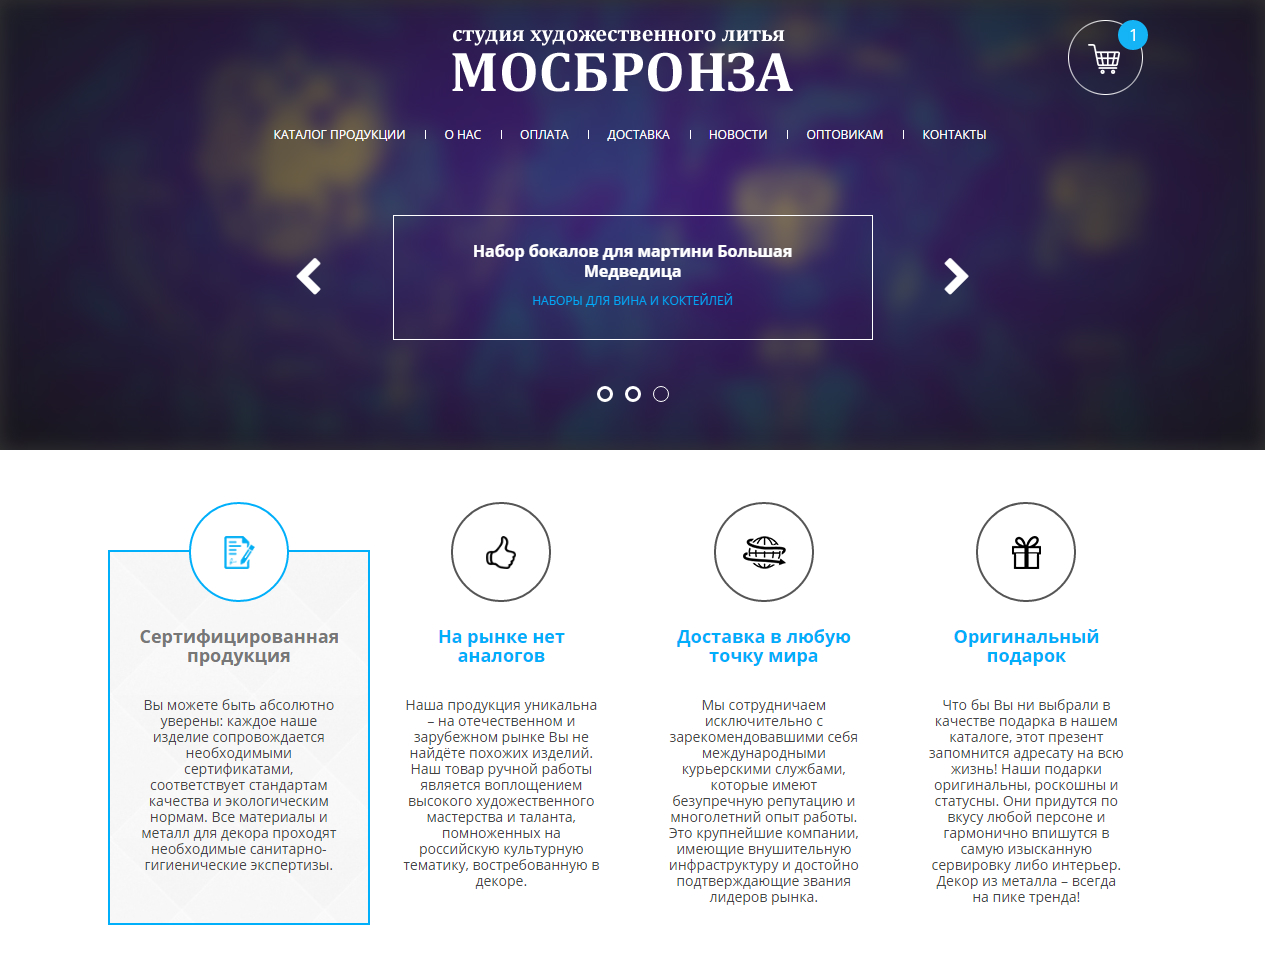 студия художественного литья
МОСБРОНЗА
1
КАТАЛОГ ПРОДУКЦИИ
О НАС
ОПЛАТА
ДОСТАВКА
НОВОСТИ
ОПТОВИКАМ
КОНТАКТЫ
Набор бокалов для мартини Большая
Медведица
НАБОРЫ ДЛЯ ВИНА И КОКТЕЙЛЕЙ
Сертифицированная
продукция
Вы можете быть абсолютно
уверены: каждое наше
изделие сопровождается
необходимыми
сертификатами,
соответствует стандартам
качества и экологическим
нормам. Все материалы и
металл для декора проходят
необходимые санитарно-
гигиенические экспертизы.
На рынке нет
аналогов
Наша продукция уникальна
– на отечественном и
зарубежном рынке Вы не
найдёте похожих изделий.
Наш товар ручной работы
является воплощением
высокого художественного
мастерства и таланта,
помноженных на
российскую культурную
тематику, востребованную в
декоре.
Доставка в любую
точку мира
Мы сотрудничаем
исключительно с
зарекомендовавшими себя
международными
курьерскими службами,
которые имеют
безупречную репутацию и
многолетний опыт работы.
Это крупнейшие компании,
имеющие внушительную
инфраструктуру и достойно
подтверждающие звания
лидеров рынка.
Оригинальный
подарок
Что бы Вы ни выбрали в
качестве подарка в нашем
каталоге, этот презент
запомнится адресату на всю
жизнь! Наши подарки
оригинальны, роскошны и
статусны. Они придутся по
вкусу любой персоне и
гармонично впишутся в
самую изысканную
сервировку либо интерьер.
Декор из металла – всегда
на пике тренда!